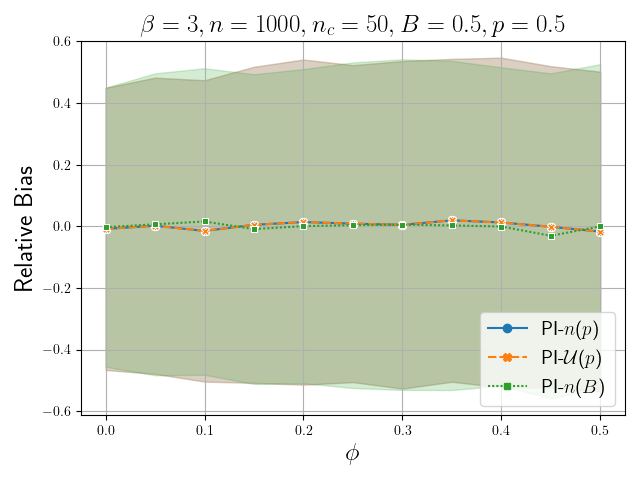 β = 3, n = 1000, n_c = 50, B = 0.5, p = 0.5
Relative Bias
0.6
0.4
0.2
0.0
−0.2
−0.4
−0.6
PI-n(p)
PI-𝒰(p)
PI-n(B)
0.0 0.1 0.2 0.3 0.4 0.5
ϕ